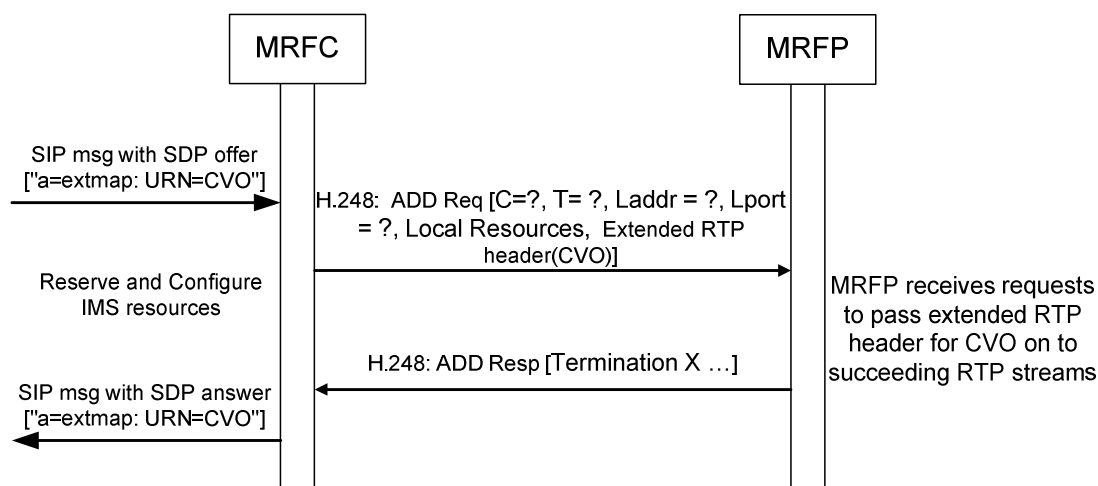 MRFC
MRFP
SIP msg with SDP offer
["a=extmap: URN=CVO"]
H.248: ADD Req [C=?, T= ?, Laddr = ?, Lport
= ?, Local Resources, Extended RTP
header(CVO)]
Reserve and Configure
IMS resources
MRFP receives requests
to pass extended RTP
header for CVO on to
succeeding RTP streams
H.248: ADD Resp [Termination X …]
SIP msg with SDP answer
["a=extmap: URN=CVO"]